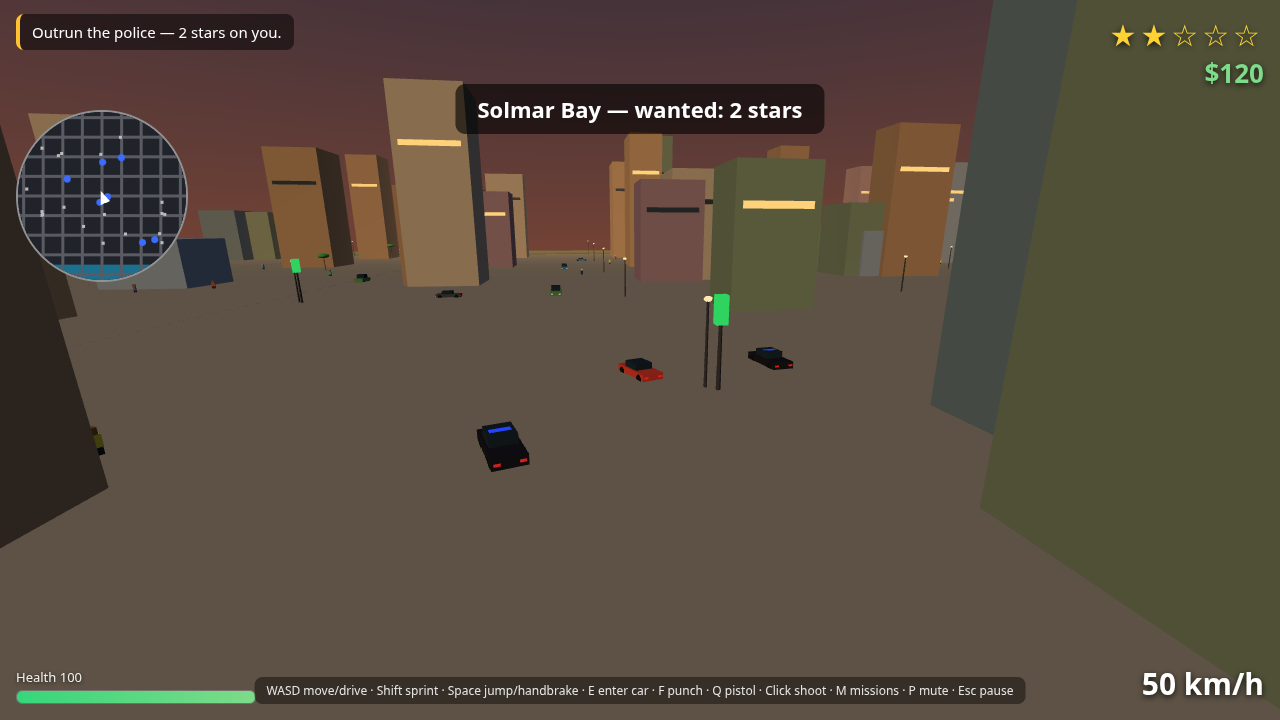 Outrun the police — 2 stars on you.
★★☆☆☆
$120
Solmar Bay — wanted: 2 stars
Health 100
WASD move/drive · Shift sprint · Space jump/handbrake · E enter car · F punch · Q pistol · Click shoot · M missions · P mute · Esc pause
50 km/h